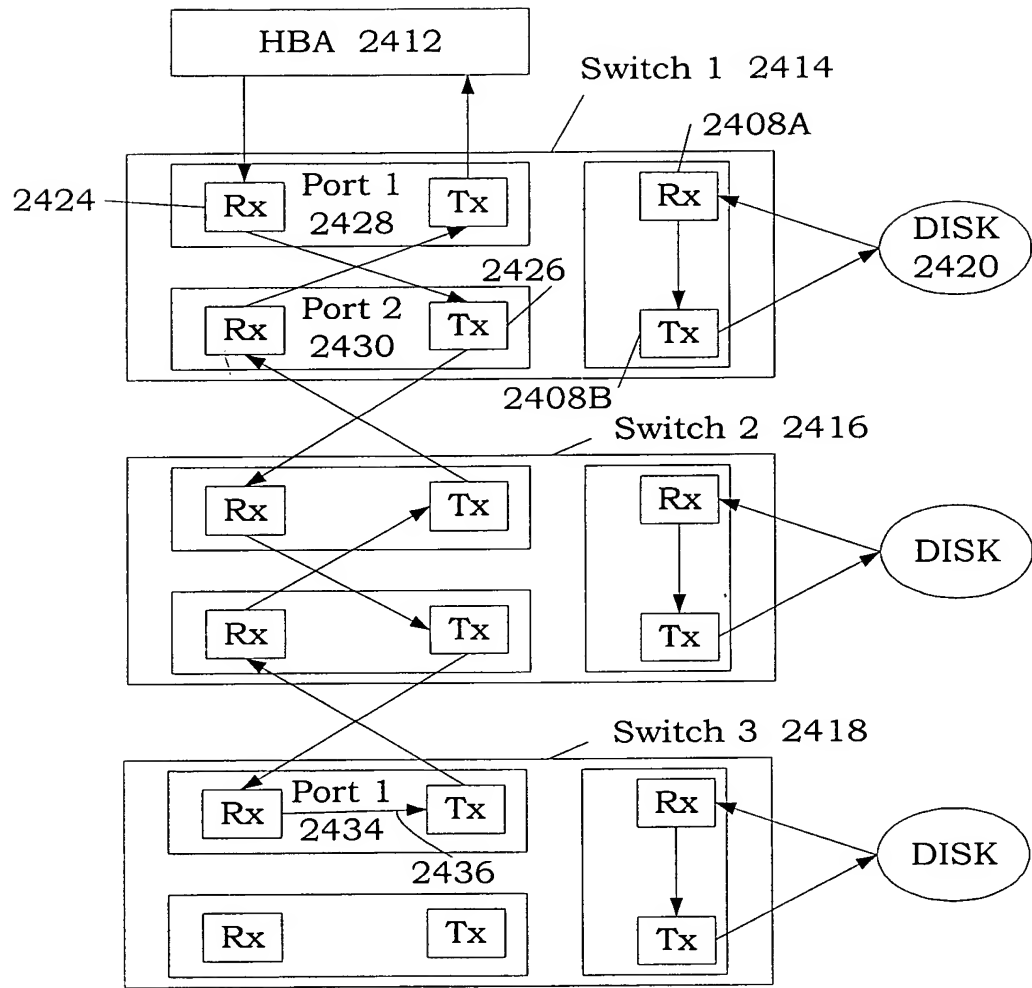 HBA 2412
Switch 1 2414
2408A
2424
Rx
Port 1
2428
Tx
Rx
DISK
2420
2426
Rx
Port 2
2430
Tx
Tx
2408B
Switch 2 2416
Rx
Tx
Rx
DISK
Rx
Tx
Tx
Switch 3 2418
Rx
Port 1
2434
Tx
Rx
DISK
2436
Rx
Tx
Tx